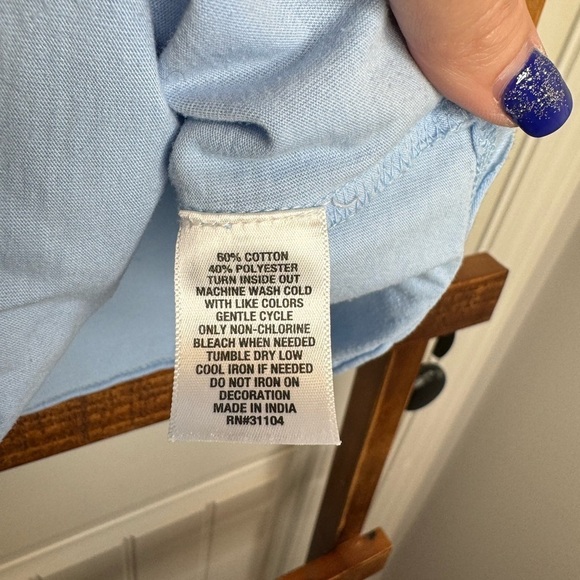 60% COTTON
40% POLYESTER
TURN INSIDE OUT
MACHINE WASH COLD
WITH LIKE COLORS
GENTLE CYCLE
ONLY NON-CHLORINE
BLEACH WHEN NEEDED
TUMBLE DRY LOW
COOL IRON IF NEEDED
DO NOT IRON ON
DECORATION
MADE IN INDIA
RN#31104